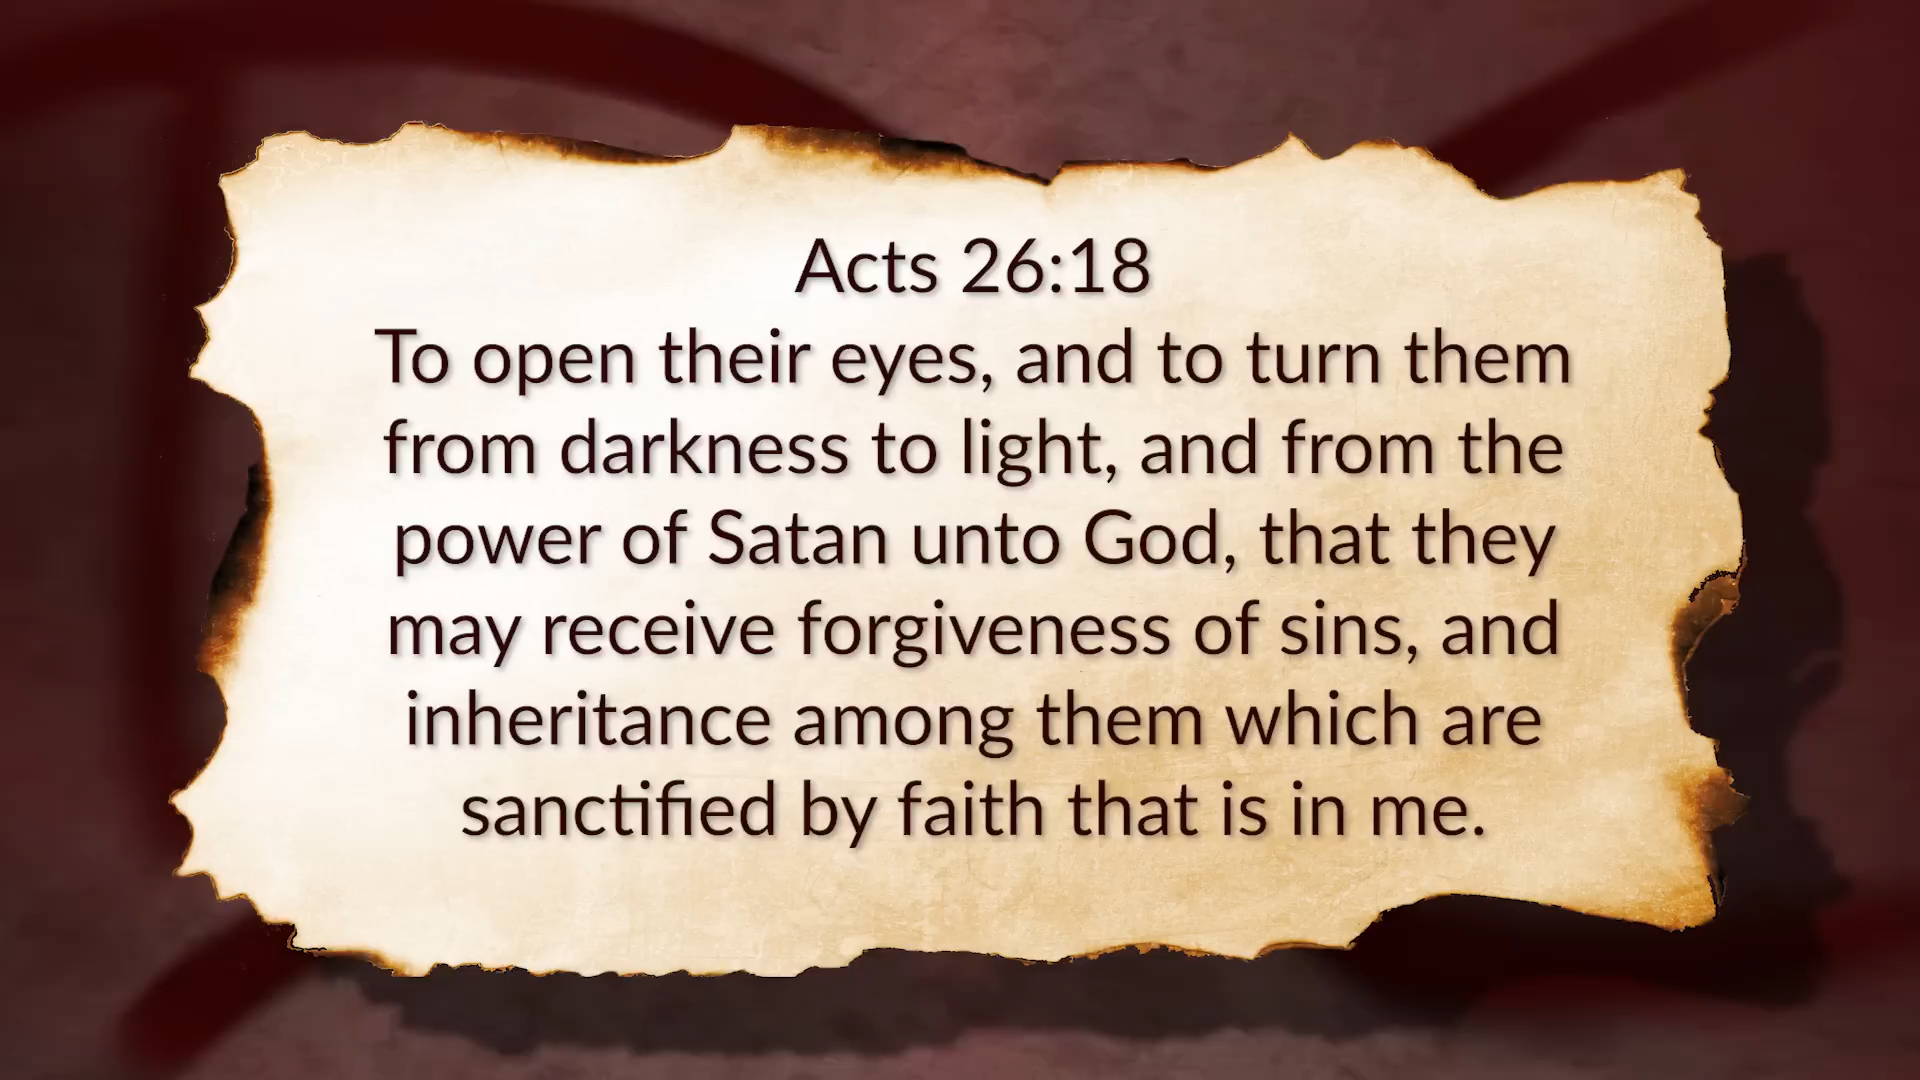 Acts 26:18
To open their eyes, and to turn them
from darkness to light, and from the
power of Satan unto God, that they
may receive forgiveness of sins, and
inheritance among them which are
sanctified by faith that is in me.